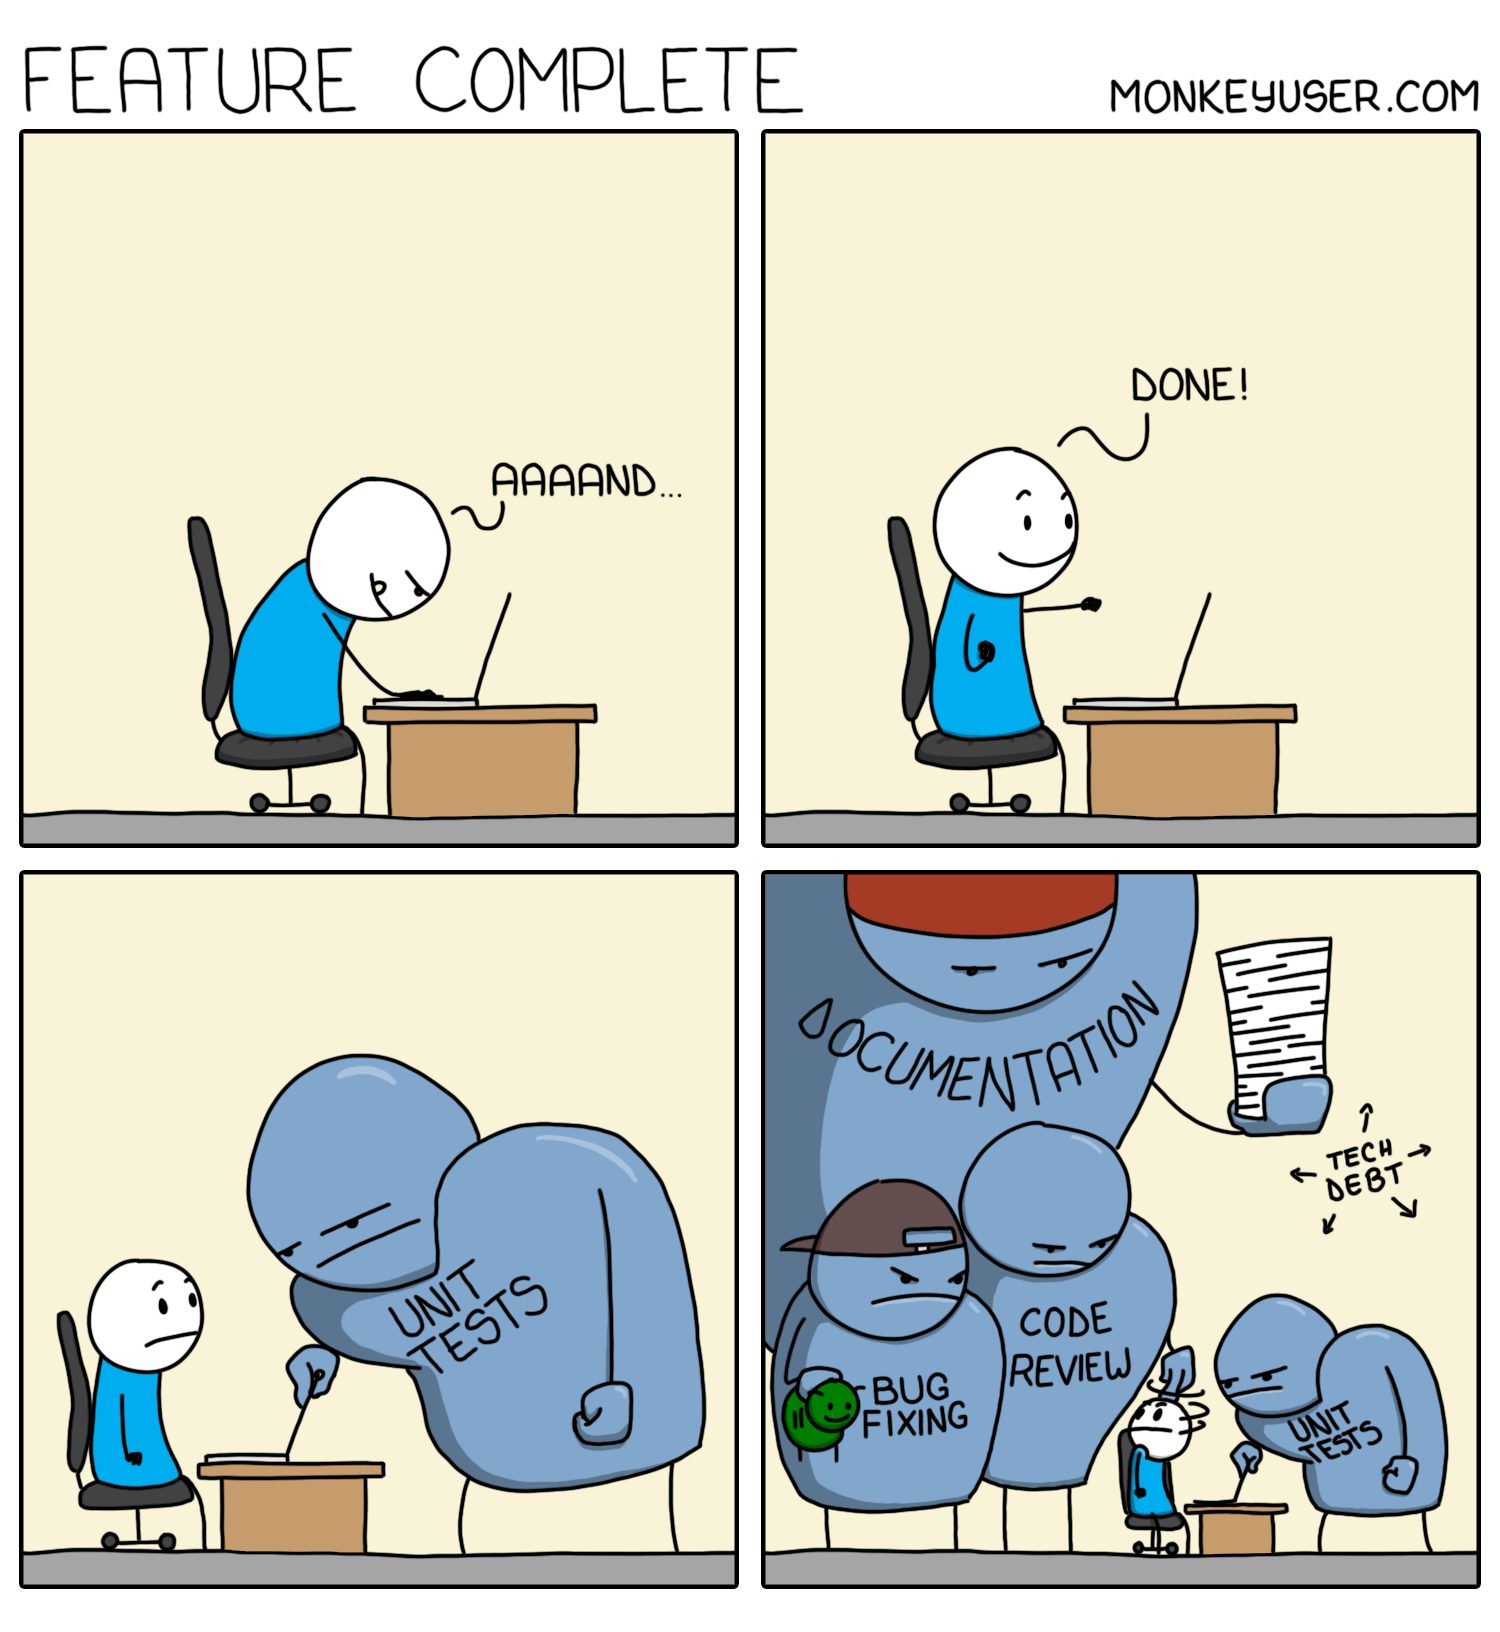 FEATURE COMPLETE
MONKEYUSER.COM
AAAAND...
DONE!
UNIT
TESTS
DOCUMENTATION
TECH
DEBT
CODE
REVIEW
BUG
FIXING
UNIT
TESTS